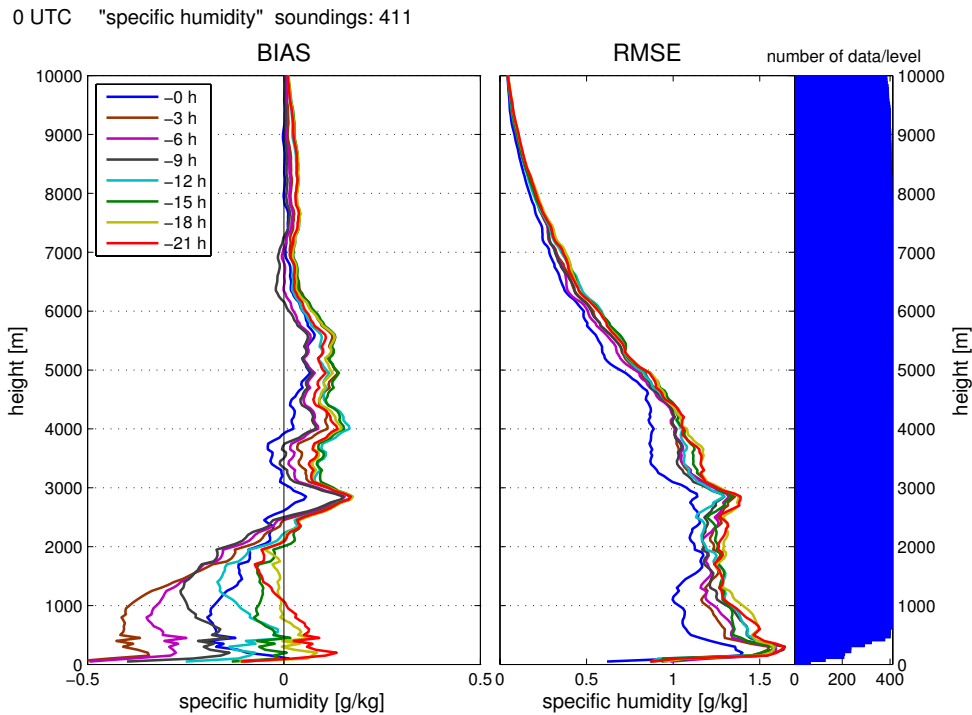 0 UTC "specific humidity" soundings: 411
BIAS
RMSE
number of data/level
10000
9000
8000
7000
6000
5000
4000
3000
2000
1000
0
height [m]
−0 h
−3 h
−6 h
−9 h
−12 h
−15 h
−18 h
−21 h
−0.5
0
0.5
specific humidity [g/kg]
0
0.5
1
1.5
specific humidity [g/kg]
0
200
400
10000
9000
8000
7000
6000
5000
4000
3000
2000
1000
0
height [m]